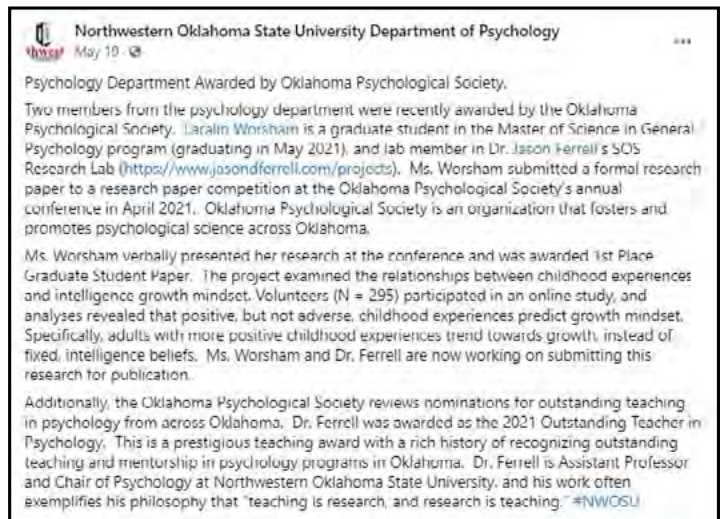 Northwestern Oklahoma State University Department of Psychology
May 10 ·
Psychology Department Awarded by Oklahoma Psychological Society.
Two members from the psychology department were recently awarded by the Oklahoma
Psychological Society. Laralin Worsham is a graduate student in the Master of Science in General
Psychology program (graduating in May 2021), and lab member in Dr. Jason Ferrell's SOS
Research Lab (https://www.jasondferrell.com/projects). Ms. Worsham submitted a formal research
paper to a research paper competition at the Oklahoma Psychological Society's annual
conference in April 2021. Oklahoma Psychological Society is an organization that fosters and
promotes psychological science across Oklahoma.
Ms. Worsham verbally presented her research at the conference and was awarded 1st Place
Graduate Student Paper. The project examined the relationships between childhood experiences
and intelligence growth mindset. Volunteers (N = 295) participated in an online study, and
analyses revealed that positive, but not adverse, childhood experiences predict growth mindset.
Specifically, adults with more positive childhood experiences trend towards growth, instead of
fixed, intelligence beliefs. Ms. Worsham and Dr. Ferrell are now working on submitting this
research for publication.
Additionally, the Oklahoma Psychological Society reviews nominations for outstanding teaching
in psychology from across Oklahoma. Dr. Ferrell was awarded as the 2021 Outstanding Teacher in
Psychology. This is a prestigious teaching award with a rich history of recognizing outstanding
teaching and mentorship in psychology programs in Oklahoma. Dr. Ferrell is Assistant Professor
and Chair of Psychology at Northwestern Oklahoma State University, and his work often
exemplifies his philosophy that "teaching is research, and research is teaching." #NWOSU